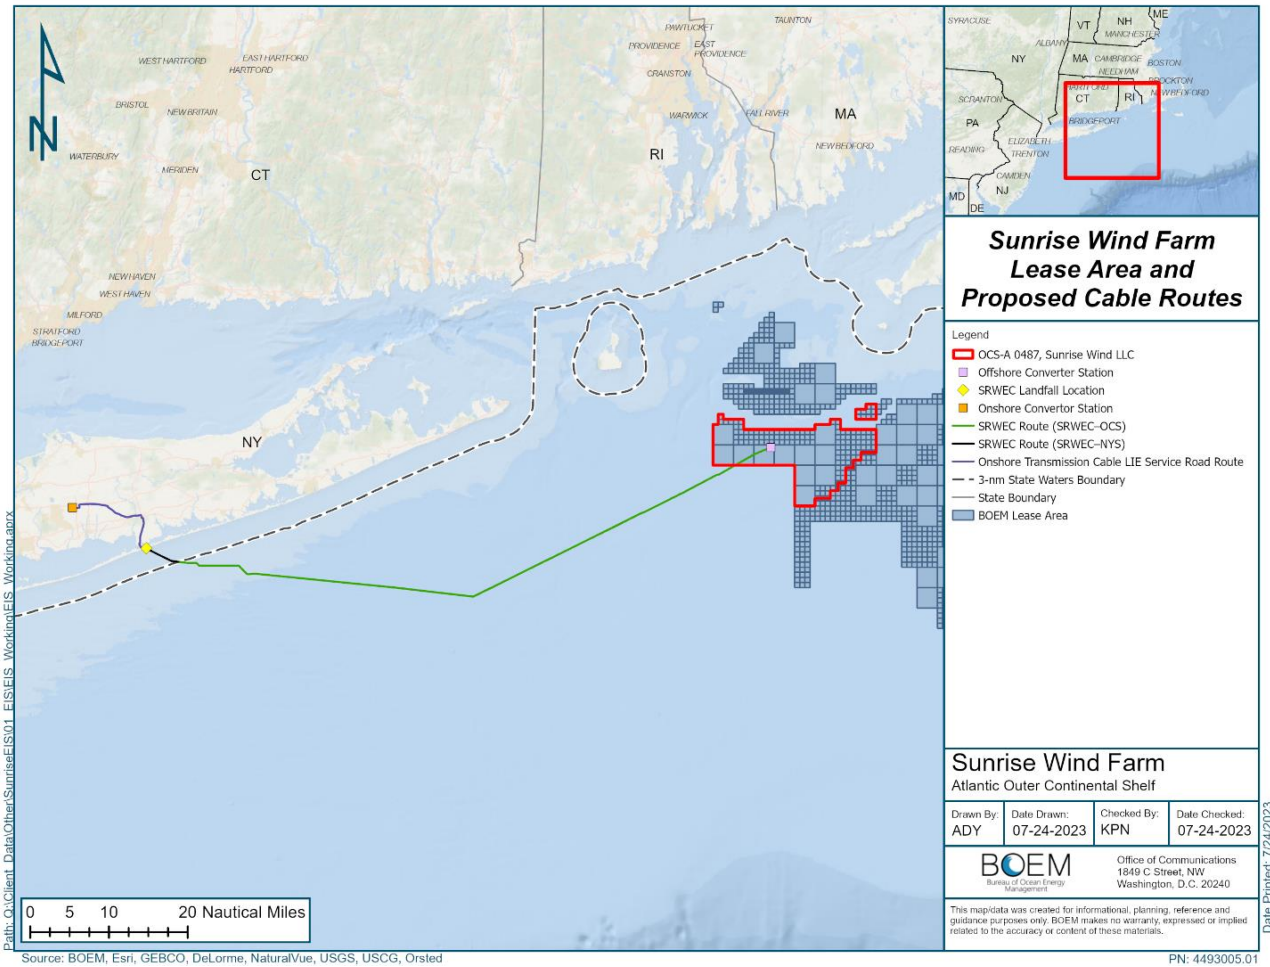 N
WEST HARTFORD
EAST HARTFORD
HARTFORD
BRISTOL
NEW BRITAIN
WATERBURY
MERIDEN
CT
NEW HAVEN
WEST HAVEN
MILFORD
STRATFORD
BRIDGEPORT
PAWTUCKET
TAUNTON
PROVIDENCE
EAST PROVIDENCE
CRANSTON
WARWICK
FALL RIVER
MA
RI
NEW BEDFORD
NY
0 5 10 20 Nautical Miles
SYRACUSE
VT
NH
ME
MANCHESTER
ALBANY
NY
MA
CAMBRIDGE
BOSTON
NEEDHAM
BROCKTON
HARTFORD
NEW BEDFORD
SCRANTON
CT
RI
PA
BRIDGEPORT
ELIZABETH
READING
TRENTON
CAMDEN
NJ
MD
DE
Sunrise Wind Farm
Lease Area and
Proposed Cable Routes
Legend
OCS-A 0487, Sunrise Wind LLC
Offshore Converter Station
SRWEC Landfall Location
Onshore Convertor Station
SRWEC Route (SRWEC–OCS)
SRWEC Route (SRWEC–NYS)
Onshore Transmission Cable LIE Service Road Route
3-nm State Waters Boundary
State Boundary
BOEM Lease Area
Sunrise Wind Farm
Atlantic Outer Continental Shelf
Drawn By: Date Drawn: Checked By: Date Checked:
ADY 07-24-2023 KPN 07-24-2023
BOEM
Bureau of Ocean Energy
Management
Office of Communications
1849 C Street, NW
Washington, D.C. 20240
This map/data was created for informational, planning, reference and
guidance purposes only. BOEM makes no warranty, expressed or implied
related to the accuracy or content of these materials.
Path: Q:\Client_Data\Other\SunriseEIS\01_EIS\EIS_Working\EIS_Working.aprx
Date Printed: 7/24/2023
Source: BOEM, Esri, GEBCO, DeLorme, NaturalVue, USGS, USCG, Orsted
PN: 4493005.01